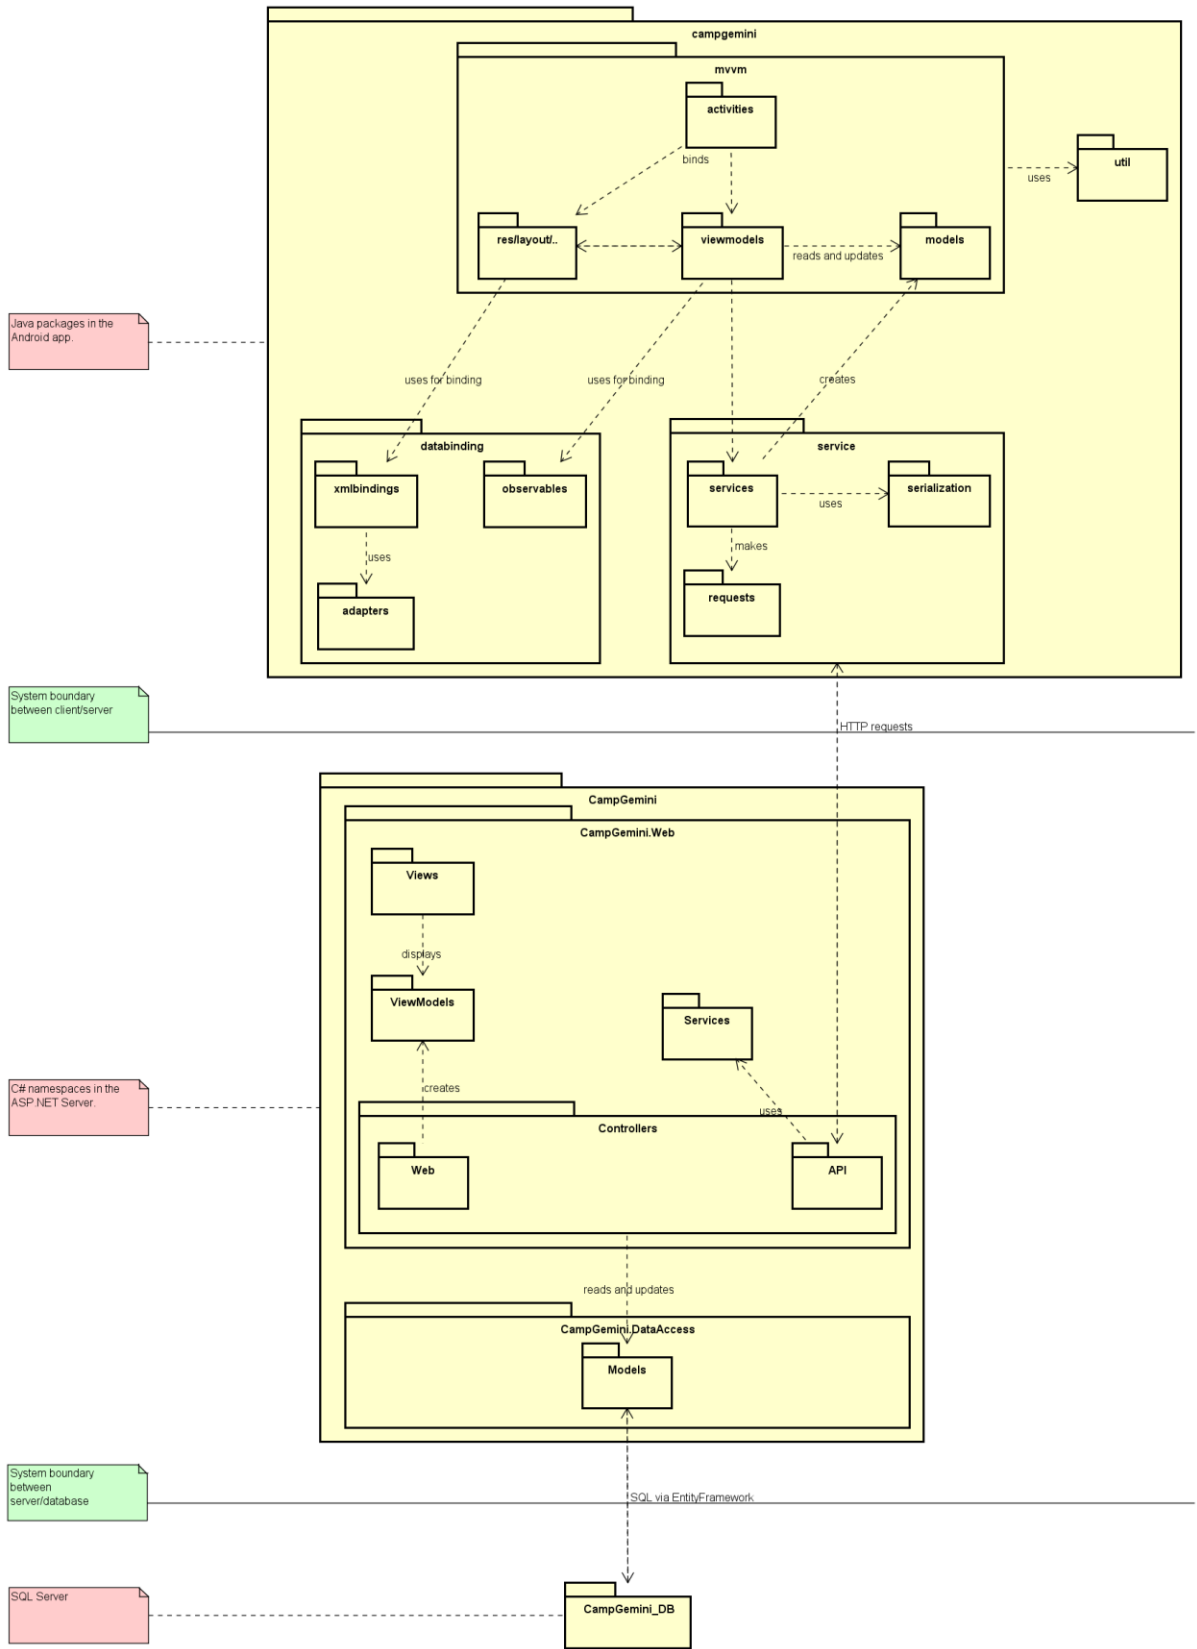 campgemini
mvvm
activities
binds
util
uses
res/layout/..
viewmodels
models
reads and updates
Java packages in the
Android app.
uses for binding
uses for binding
creates
databinding
service
xmlbindings
observables
services
serialization
uses
uses
makes
adapters
requests
System boundary
between client/server
HTTP requests
CampGemini
CampGemini.Web
Views
displays
ViewModels
Services
C# namespaces in the
ASP.NET Server.
creates
uses
Controllers
Web
API
reads and updates
CampGemini.DataAccess
Models
System boundary
between
server/database
SQL via EntityFramework
SQL Server
CampGemini_DB